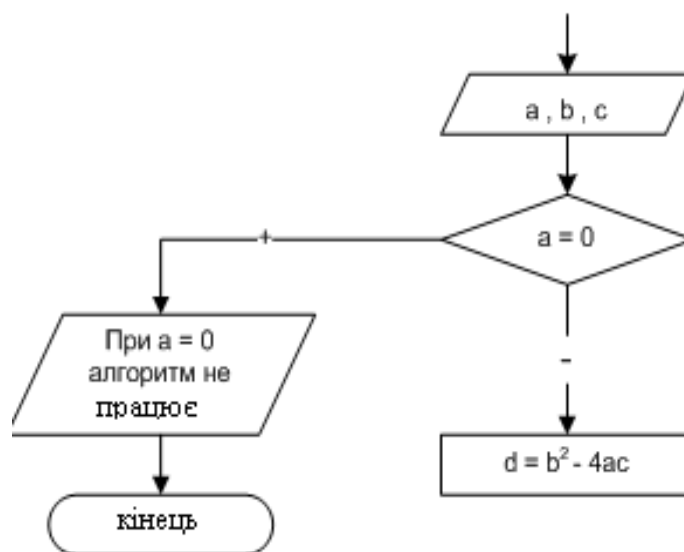 a , b , c
a = 0
+
При a = 0
алгоритм не
працює
-
d = b² - 4ac
кінець